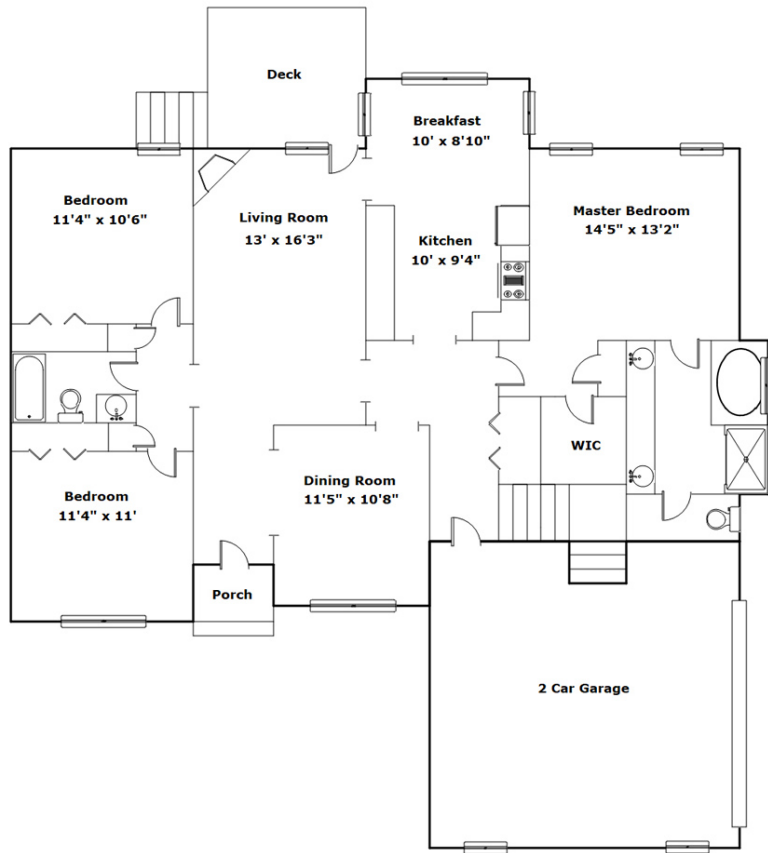 Deck
Breakfast
10' x 8'10"
Bedroom
11'4" x 10'6"
Living Room
13' x 16'3"
Master Bedroom
14'5" x 13'2"
Kitchen
10' x 9'4"
WIC
Dining Room
11'5" x 10'8"
Bedroom
11'4" x 11'
Porch
2 Car Garage